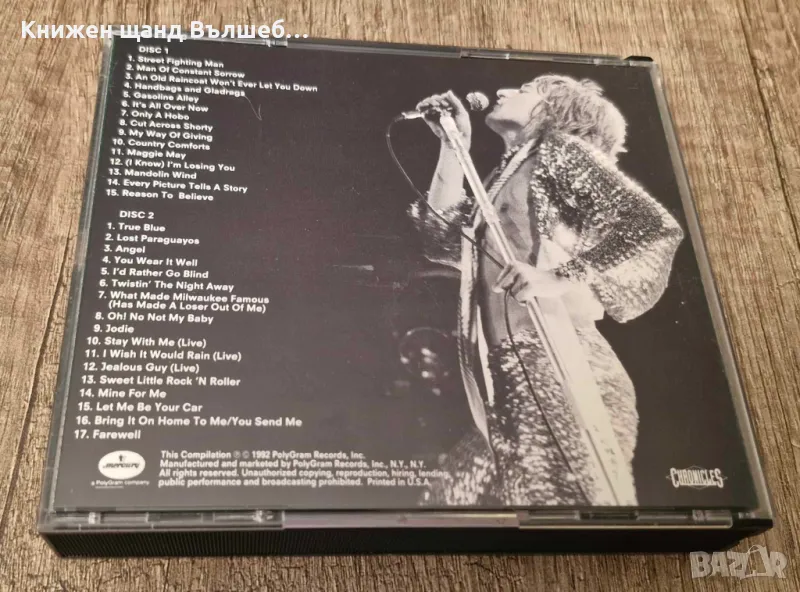 Книжен щанд Вълшеб...
DISC 1
1. Street Fighting Man
2. Man Of Constant Sorrow
3. An Old Raincoat Won't Ever Let You Down
4. Handbags and Gladrags
5. Gasoline Alley
6. It's All Over Now
7. Only A Hobo
8. Cut Across Shorty
9. My Way Of Giving
10. Country Comforts
11. Maggie May
12. (I Know) I'm Losing You
13. Mandolin Wind
14. Every Picture Tells A Story
15. Reason To Believe
DISC 2
1. True Blue
2. Lost Paraguayos
3. Angel
4. You Wear It Well
5. I'd Rather Go Blind
6. Twistin' The Night Away
7. What Made Milwaukee Famous
(Has Made A Loser Out Of Me)
8. Oh! No Not My Baby
9. Jodie
10. Stay With Me (Live)
11. I Wish It Would Rain (Live)
12. Jealous Guy (Live)
13. Sweet Little Rock 'N Roller
14. Mine For Me
15. Let Me Be Your Car
16. Bring It On Home To Me/You Send Me
17. Farewell
This Compilation ℗ © 1992 PolyGram Records, Inc.
Manufactured and marketed by PolyGram Records, Inc., N.Y., N.Y.
All rights reserved. Unauthorized copying, reproduction, hiring, lending,
public performance and broadcasting prohibited. Printed in U.S.A.
mercury
a PolyGram company
CHRONICLES
BAZAR